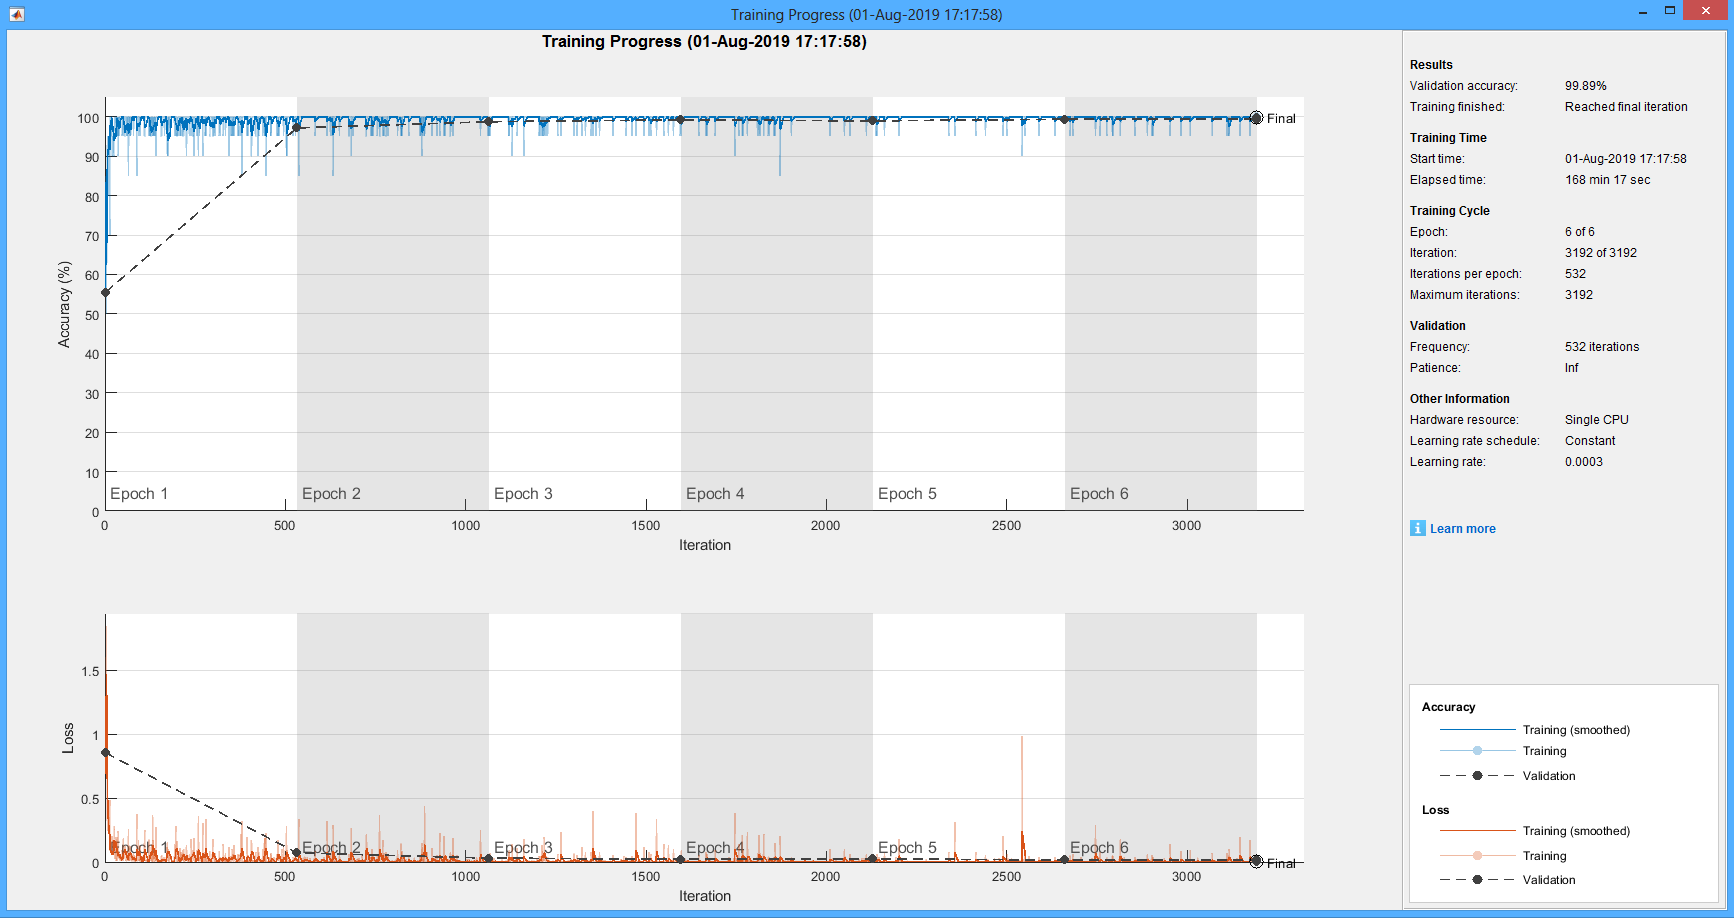 Training Progress (01-Aug-2019 17:17:58)
Training Progress (01-Aug-2019 17:17:58)
100
90
80
70
60
50
40
30
20
10
0
Accuracy (%)
Final
Epoch 1 Epoch 2 Epoch 3 Epoch 4 Epoch 5 Epoch 6
0 500 1000 1500 2000 2500 3000
Iteration
1.5
1
0.5
0
Loss
Epoch 1 Epoch 2 Epoch 3 Epoch 4 Epoch 5 Epoch 6
Final
0 500 1000 1500 2000 2500 3000
Iteration
Results
Validation accuracy: 99.89%
Training finished: Reached final iteration
Training Time
Start time: 01-Aug-2019 17:17:58
Elapsed time: 168 min 17 sec
Training Cycle
Epoch: 6 of 6
Iteration: 3192 of 3192
Iterations per epoch: 532
Maximum iterations: 3192
Validation
Frequency: 532 iterations
Patience: Inf
Other Information
Hardware resource: Single CPU
Learning rate schedule: Constant
Learning rate: 0.0003
i Learn more
Accuracy
Training (smoothed)
Training
Validation
Loss
Training (smoothed)
Training
Validation